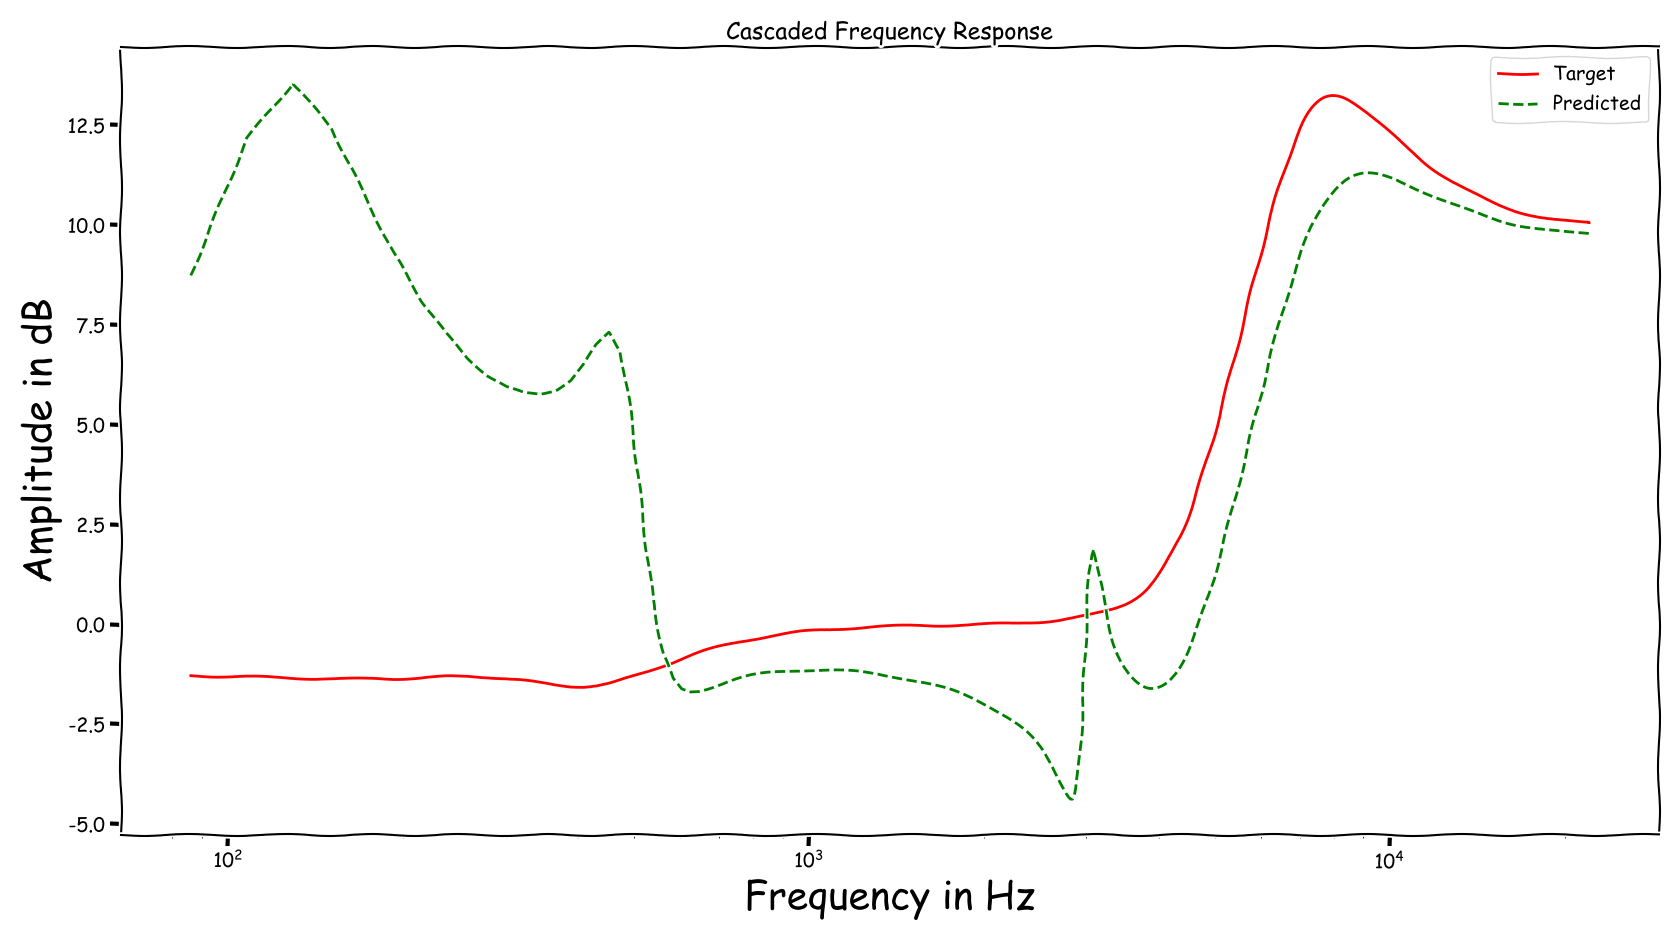 Cascaded Frequency Response
Target
Predicted
12.5
10.0
7.5
5.0
2.5
0.0
-2.5
-5.0
Amplitude in dB
10²
10³
10⁴
Frequency in Hz